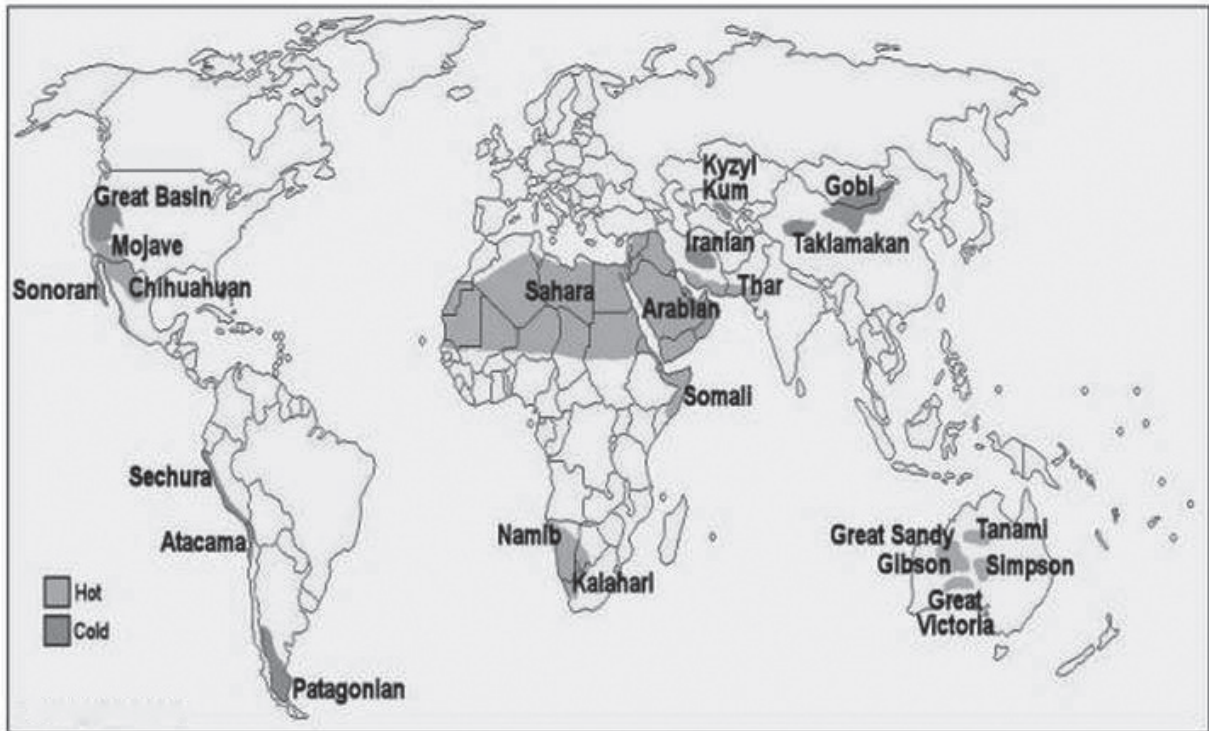 Kyzyl
Kum
Gobi
Great Basin
Iranian
Taklamakan
Mojave
Sonoran
Chihuahuan
Sahara
Arabian
Thar
Somali
Sechura
Atacama
Namib
Kalahari
Great Sandy
Tanami
Gibson
Simpson
Great
Victoria
Hot
Cold
Patagonian